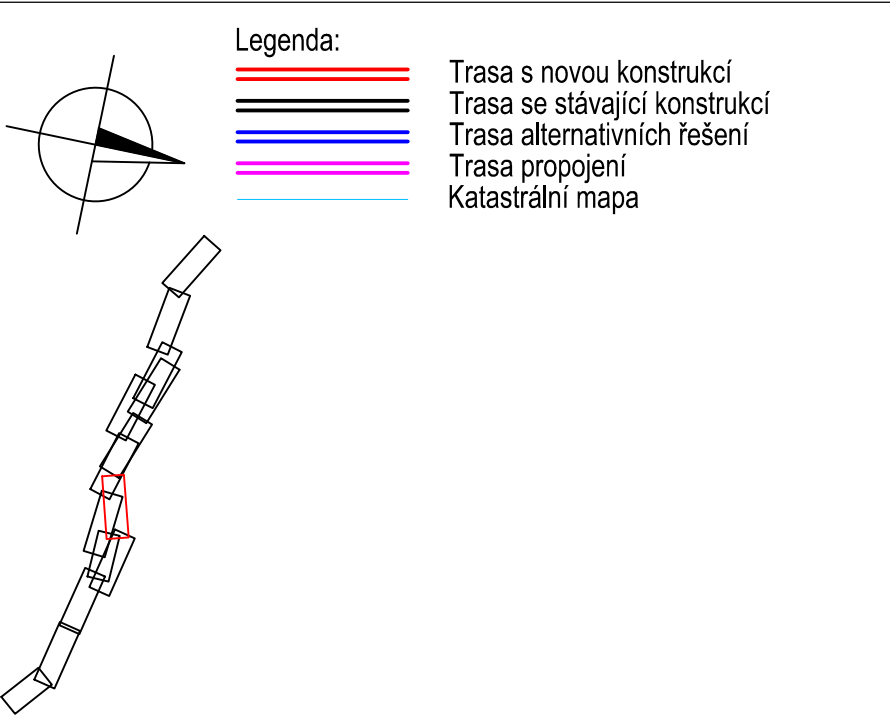 Legenda:
Trasa s novou konstrukcí
Trasa se stávající konstrukcí
Trasa alternativních řešení
Trasa propojení
Katastrální mapa